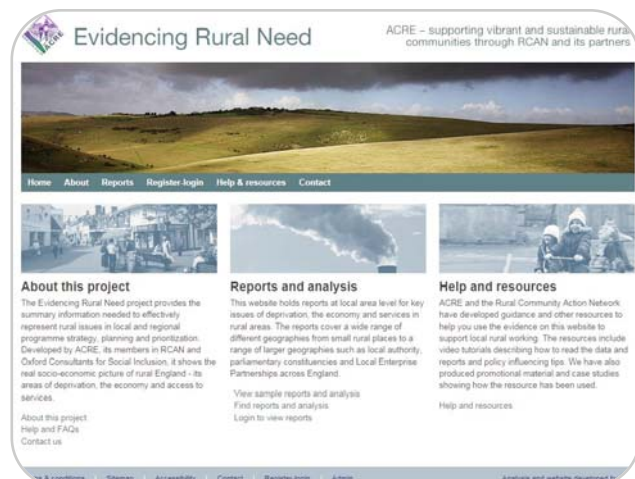 ACRE
Evidencing Rural Need
ACRE – supporting vibrant and sustainable rural
communities through RCAN and its partners
Home About Reports Register-login Help & resources Contact
About this project
The Evidencing Rural Need project provides the
summary information needed to effectively
represent rural issues in local and regional
programme strategy, planning and prioritization.
Developed by ACRE, its members in RCAN and
Oxford Consultants for Social Inclusion, it shows the
real socio-economic picture of rural England - its
areas of deprivation, the economy and access to
services.
About this project
Help and FAQs
Contact us
Reports and analysis
This website holds reports at local area level for key
issues of deprivation, the economy and services in
rural areas. The reports cover a wide range of
different geographies from small rural places to a
range of larger geographies such as local authority,
parliamentary constituencies and Local Enterprise
Partnerships across England.
View sample reports and analysis
Find reports and analysis
Login to view reports
Help and resources
ACRE and the Rural Community Action Network
have developed guidance and other resources to
help you use the evidence on this website to
support local rural working. The resources include
video tutorials describing how to read the data and
reports and policy influencing tips. We have also
produced promotional material and case studies
showing how the resource has been used.
Help and resources
& conditions Sitemap Accessibility Contact Register-login Admin
Analysis and website developed by